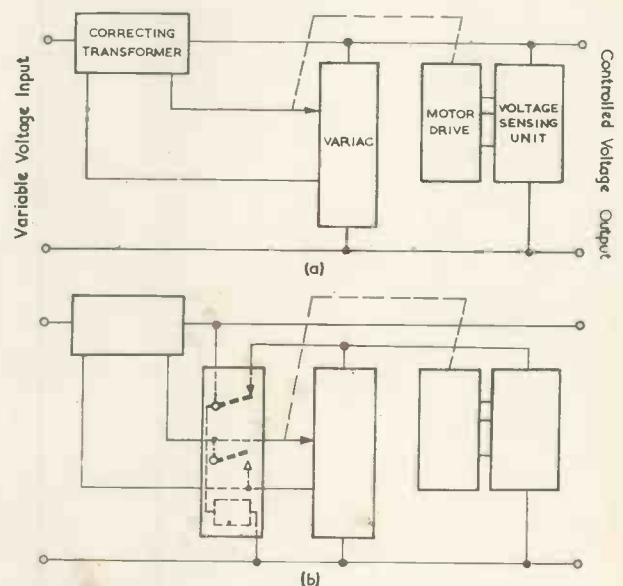 CORRECTING
TRANSFORMER
Variable Voltage Input
VARIAC
MOTOR
DRIVE
VOLTAGE
SENSING
UNIT
Controlled Voltage Output
(a)
(b)